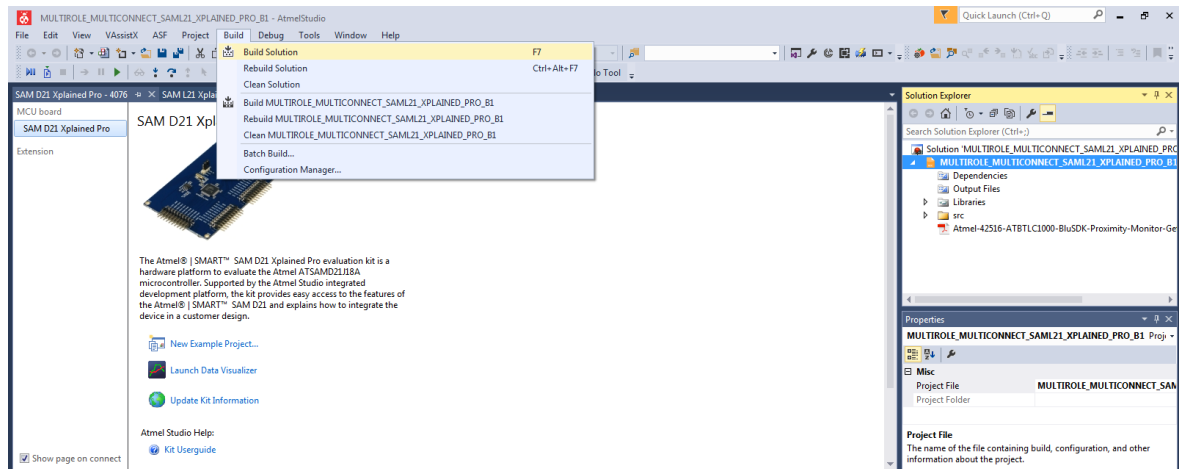 MULTIROLE_MULTICONNECT_SAML21_XPLAINED_PRO_B1 - AtmelStudio
Quick Launch (Ctrl+Q)
File Edit View VAssistX ASF Project Build Debug Tools Window Help
Build Solution F7
Rebuild Solution Ctrl+Alt+F7
Clean Solution
Build MULTIROLE_MULTICONNECT_SAML21_XPLAINED_PRO_B1
Rebuild MULTIROLE_MULTICONNECT_SAML21_XPLAINED_PRO_B1
Clean MULTIROLE_MULTICONNECT_SAML21_XPLAINED_PRO_B1
Batch Build...
Configuration Manager...
o Tool
SAM D21 Xplained Pro - 4076
SAM L21 Xplai
MCU board
SAM D21 Xplained Pro
Extension
SAM D21 Xpl
The Atmel® | SMART™ SAM D21 Xplained Pro evaluation kit is a
hardware platform to evaluate the Atmel ATSAMD21J18A
microcontroller. Supported by the Atmel Studio integrated
development platform, the kit provides easy access to the features of
the Atmel® | SMART™ SAM D21 and explains how to integrate the
device in a customer design.
New Example Project...
Launch Data Visualizer
Update Kit Information
Atmel Studio Help:
Kit Userguide
Show page on connect
Solution Explorer
Search Solution Explorer (Ctrl+;)
Solution 'MULTIROLE_MULTICONNECT_SAML21_XPLAINED_PRC
MULTIROLE_MULTICONNECT_SAML21_XPLAINED_PRO_B1
Dependencies
Output Files
Libraries
src
Atmel-42516-ATBTLC1000-BluSDK-Proximity-Monitor-Ge
Properties
MULTIROLE_MULTICONNECT_SAML21_XPLAINED_PRO_B1 Proj
Misc
Project File MULTIROLE_MULTICONNECT_SAM
Project Folder
Project File
The name of the file containing build, configuration, and other
information about the project.